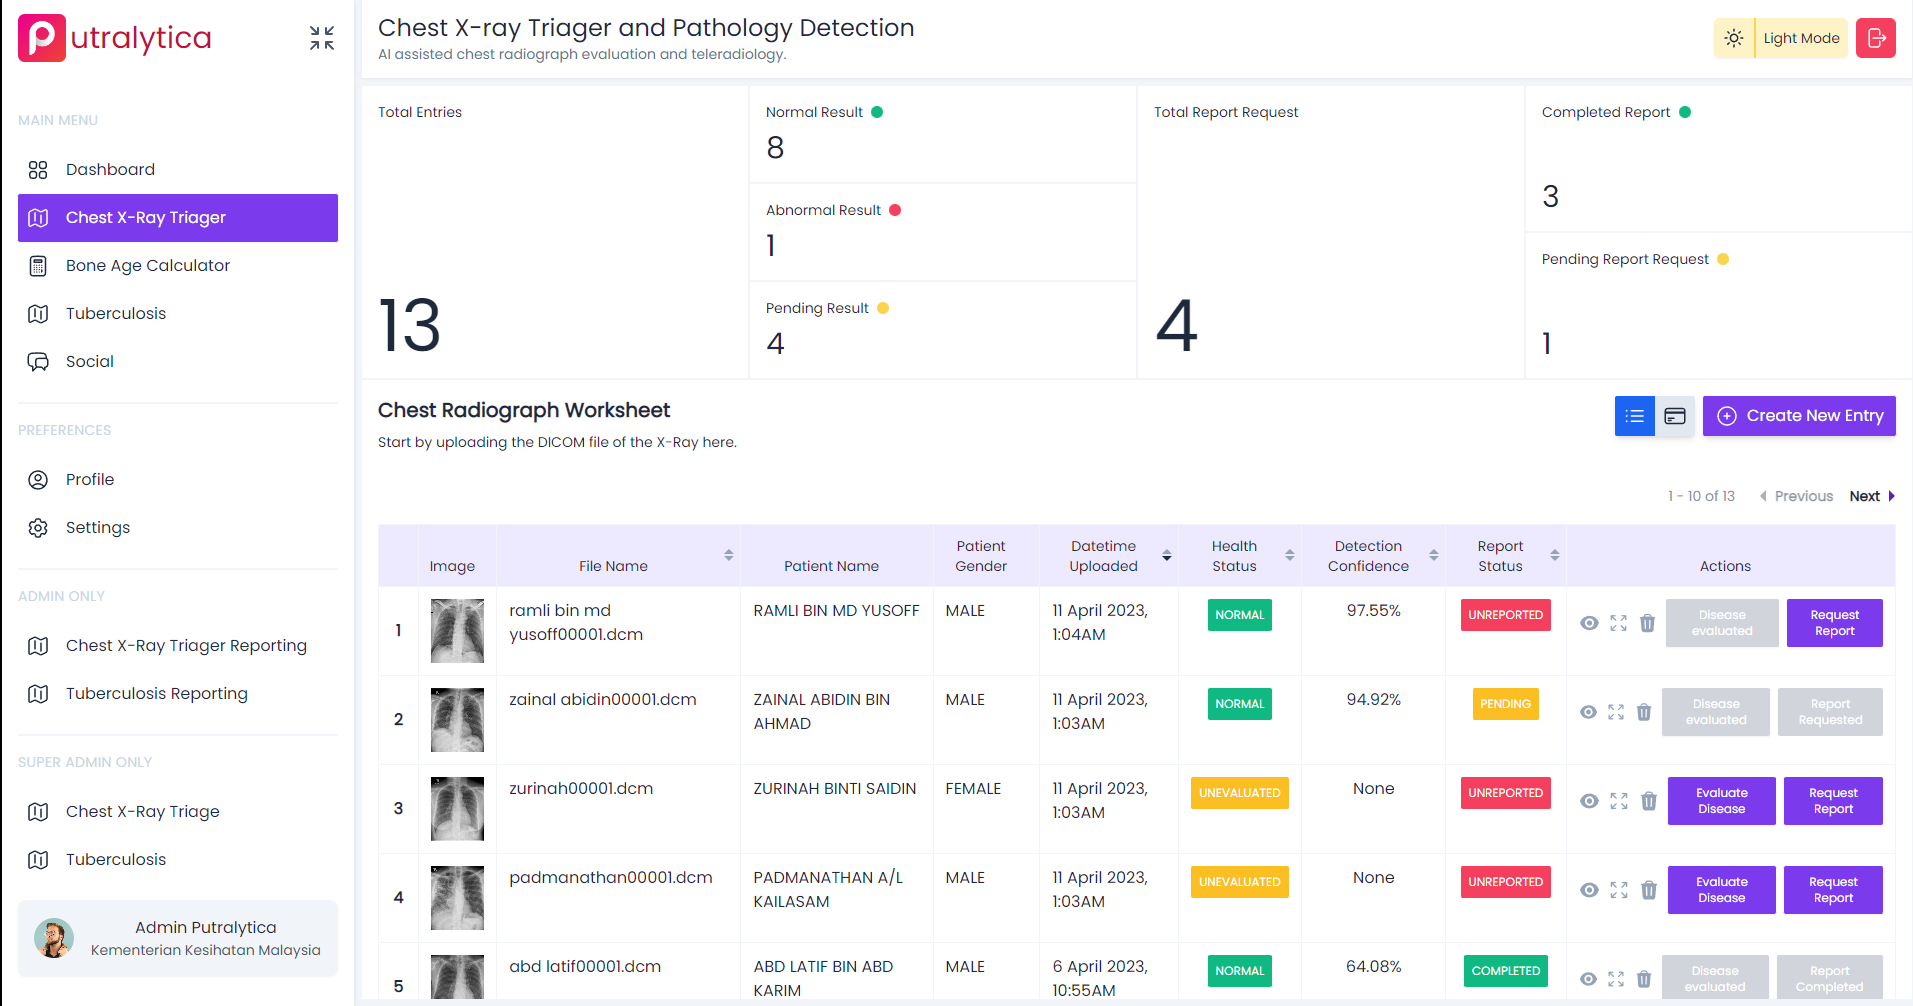 Putralytica
MAIN MENU
Dashboard
Chest X-Ray Triager
Bone Age Calculator
Tuberculosis
Social
PREFERENCES
Profile
Settings
ADMIN ONLY
Chest X-Ray Triager Reporting
Tuberculosis Reporting
SUPER ADMIN ONLY
Chest X-Ray Triage
Tuberculosis
Admin Putralytica
Kementerian Kesihatan Malaysia
Chest X-ray Triager and Pathology Detection
AI assisted chest radiograph evaluation and teleradiology.
Light Mode
Total Entries
13
Normal Result
8
Abnormal Result
1
Pending Result
4
Total Report Request
4
Completed Report
3
Pending Report Request
1
Chest Radiograph Worksheet
Start by uploading the DICOM file of the X-Ray here.
Create New Entry
1 - 10 of 13 Previous Next
Image File Name Patient Name Patient Gender Datetime Uploaded Health Status Detection Confidence Report Status Actions
1 ramli bin md yusoff00001.dcm RAMLI BIN MD YUSOFF MALE 11 April 2023, 1:04AM NORMAL 97.55% UNREPORTED Disease evaluated Request Report
2 zainal abidin00001.dcm ZAINAL ABIDIN BIN AHMAD MALE 11 April 2023, 1:03AM NORMAL 94.92% PENDING Disease evaluated Report Requested
3 zurinah00001.dcm ZURINAH BINTI SAIDIN FEMALE 11 April 2023, 1:03AM UNEVALUATED None UNREPORTED Evaluate Disease Request Report
4 padmanathan00001.dcm PADMANATHAN A/L KAILASAM MALE 11 April 2023, 1:03AM UNEVALUATED None UNREPORTED Evaluate Disease Request Report
5 abd latif00001.dcm ABD LATIF BIN ABD KARIM MALE 6 April 2023, 10:55AM NORMAL 64.08% COMPLETED Disease evaluated Report Completed